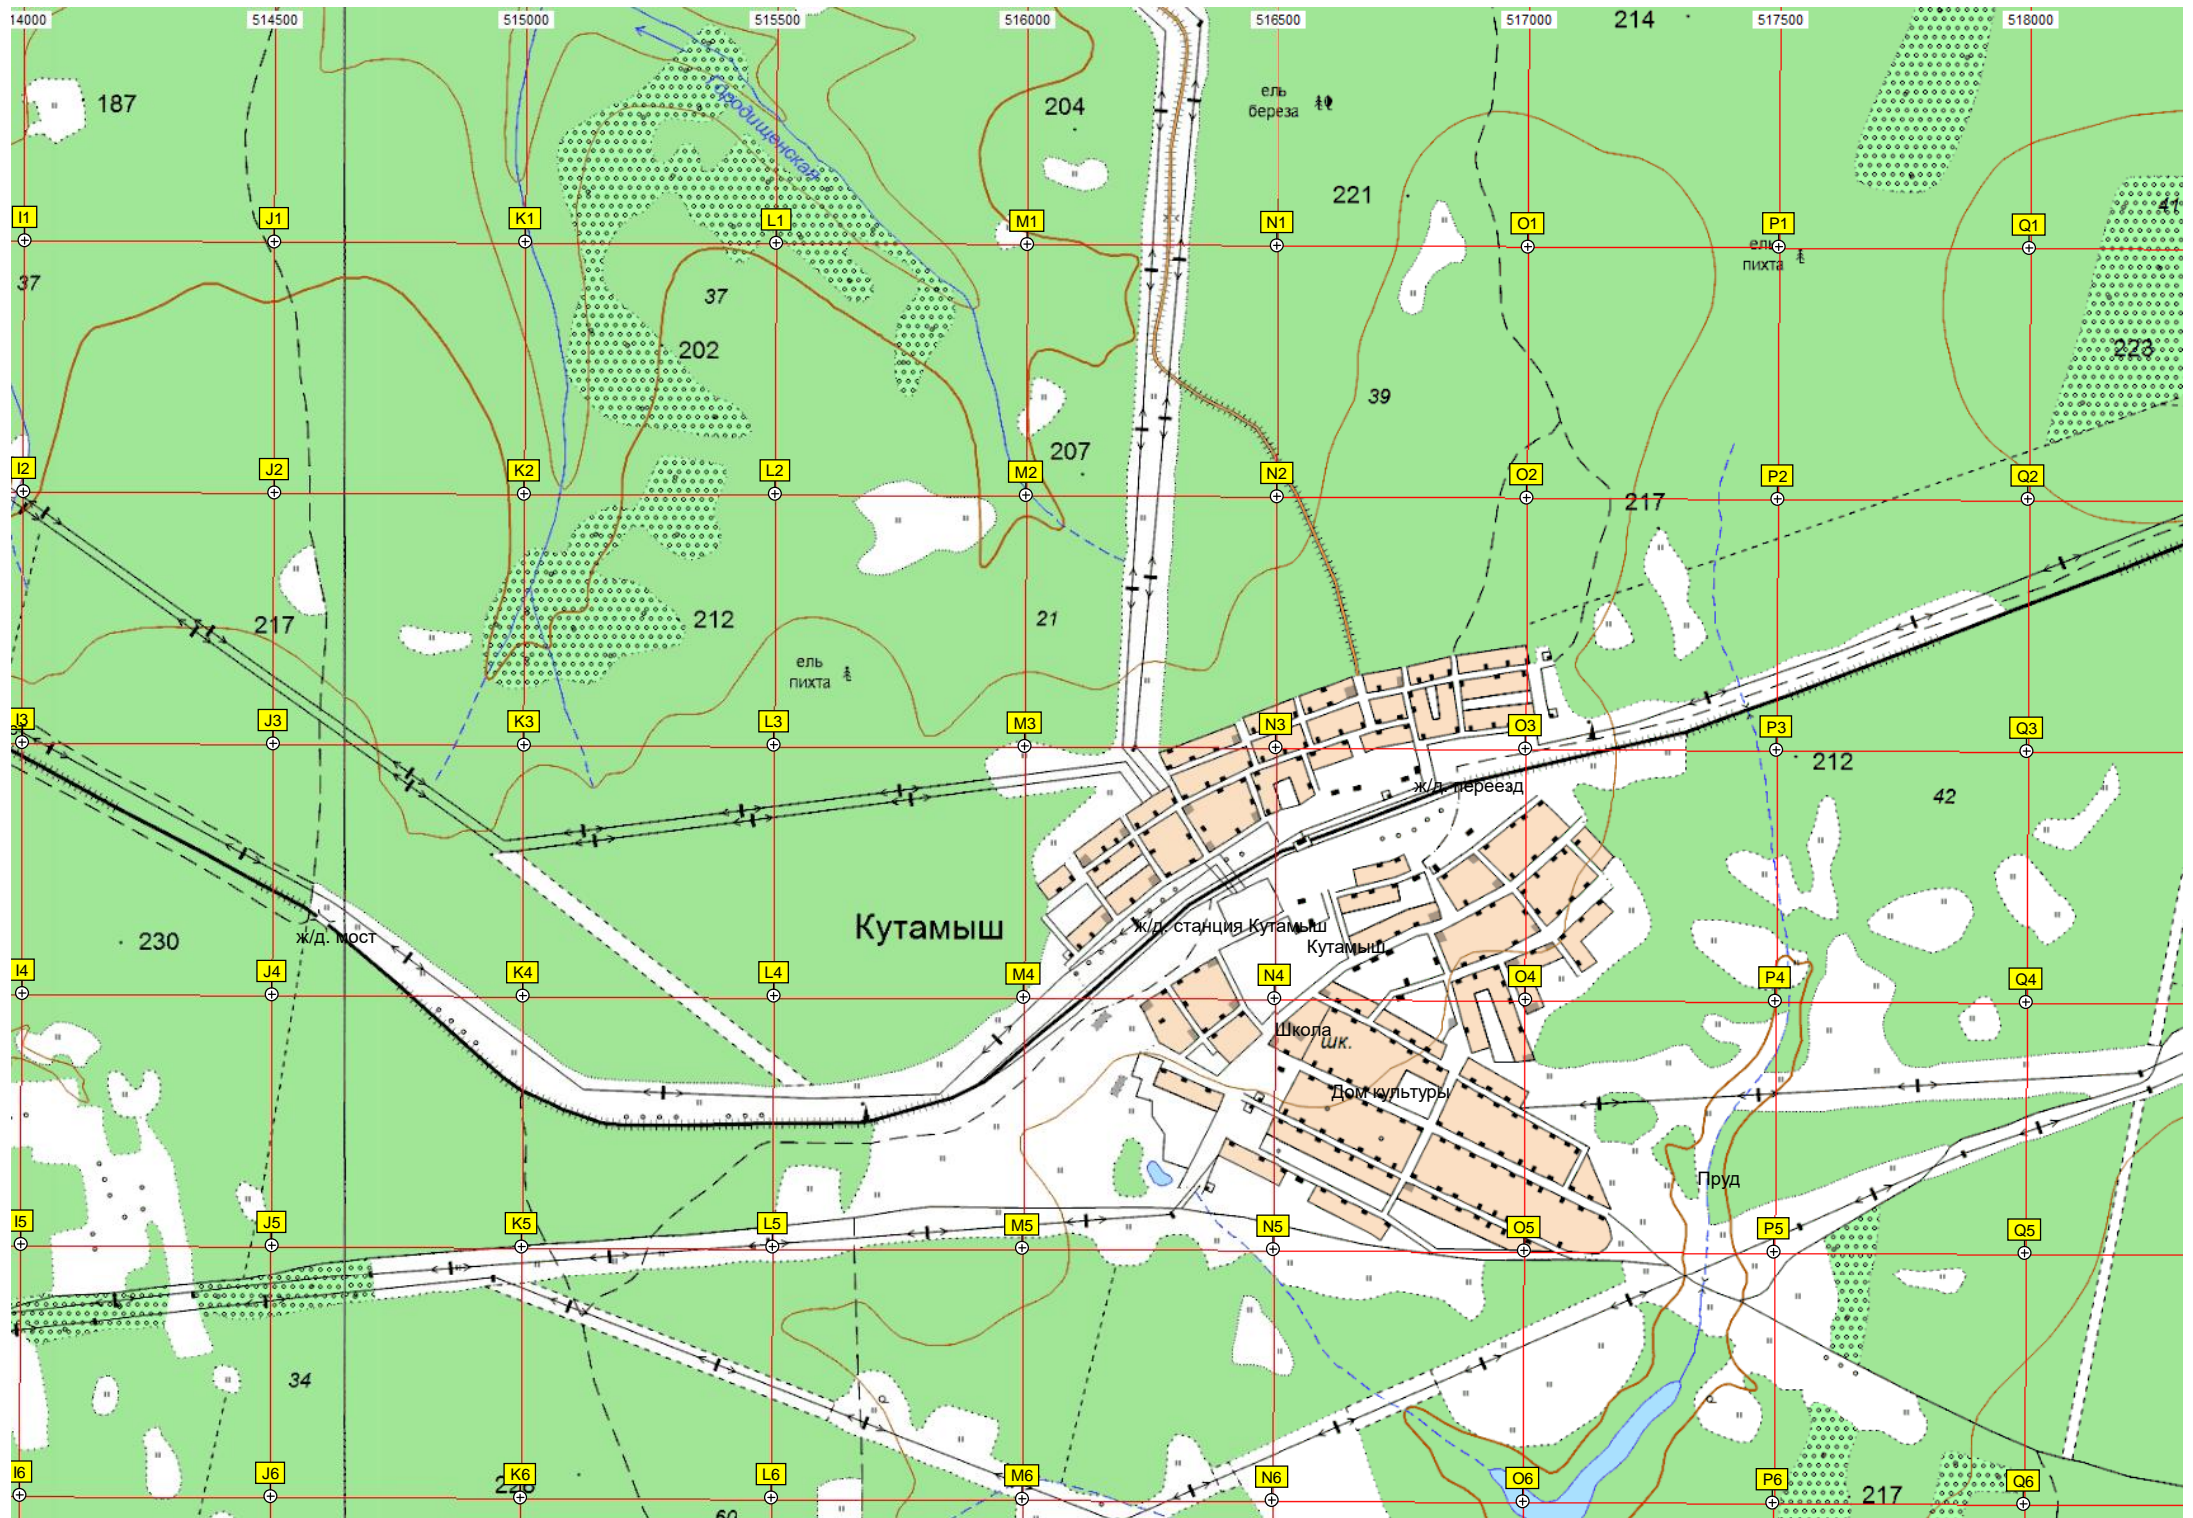 14000 514500 515000 515500 516000 516500 517000 517500 518000
214
187
204
ель
береза
Городищенская
221
41
I1 J1 K1 L1 M1 N1 O1 P1 Q1
ель
пихта
37
37
202
223
39
207
I2 J2 K2 L2 M2 N2 O2 P2 Q2
217
217
212
21
ель
пихта
I3 J3 K3 L3 M3 N3 O3 P3 Q3
212
ж/д. переезд
42
Кутамыш
ж/д. станция Кутамыш
230
ж/д. мост
Кутамыш
I4 J4 K4 L4 M4 N4 O4 P4 Q4
Школа
шк.
Дом культуры
Пруд
I5 J5 K5 L5 M5 N5 O5 P5 Q5
34
I6 J6 K6 L6 M6 N6 O6 P6 Q6
217
60